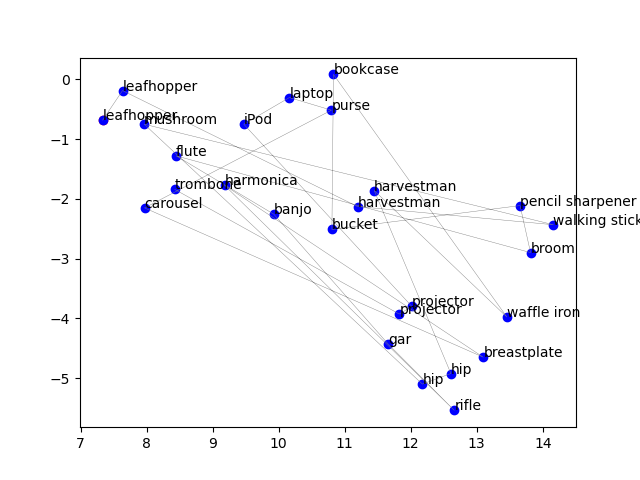 bookcase
leafhopper
laptop
purse
leafhopper
mushroom
iPod
flute
harmonica
trombone
harvestman
harvestman
pencil sharpener
carousel
banjo
walking stick
bucket
broom
projector
projector
waffle iron
gar
breastplate
hip
hip
rifle
0
−1
−2
−3
−4
−5
7
8
9
10
11
12
13
14